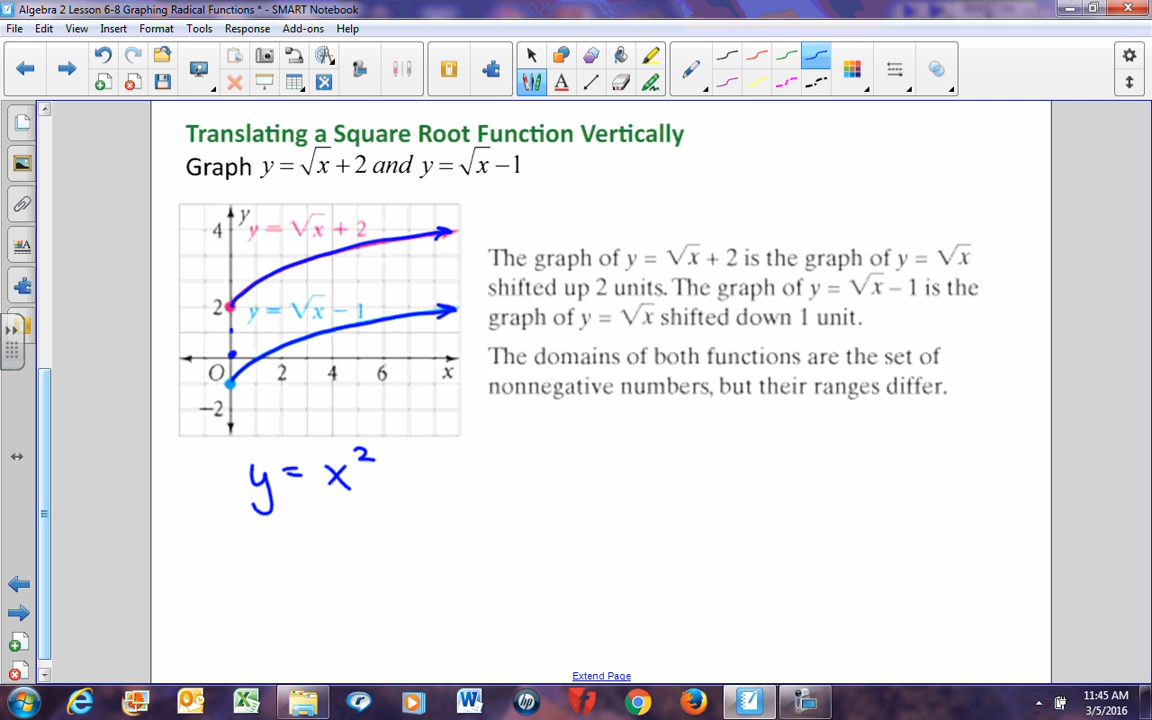 Algebra 2 Lesson 6-8 Graphing Radical Functions * - SMART Notebook
File Edit View Insert Format Tools Response Add-ons Help
Translating a Square Root Function Vertically
Graph y = √x + 2 and y = √x − 1
y
4
y = √x + 2
2
y = √x − 1
O 2 4 6 x
−2
The graph of y = √x + 2 is the graph of y = √x
shifted up 2 units. The graph of y = √x − 1 is the
graph of y = √x shifted down 1 unit.
The domains of both functions are the set of
nonnegative numbers, but their ranges differ.
y = x²
Extend Page
11:45 AM
3/5/2016